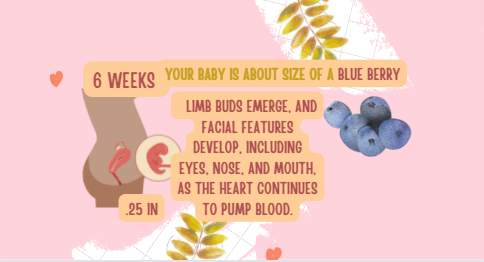 6 WEEKS
YOUR BABY IS ABOUT SIZE OF A BLUE BERRY
LIMB BUDS EMERGE, AND
FACIAL FEATURES
DEVELOP, INCLUDING
EYES, NOSE, AND MOUTH,
AS THE HEART CONTINUES
TO PUMP BLOOD.
.25 IN